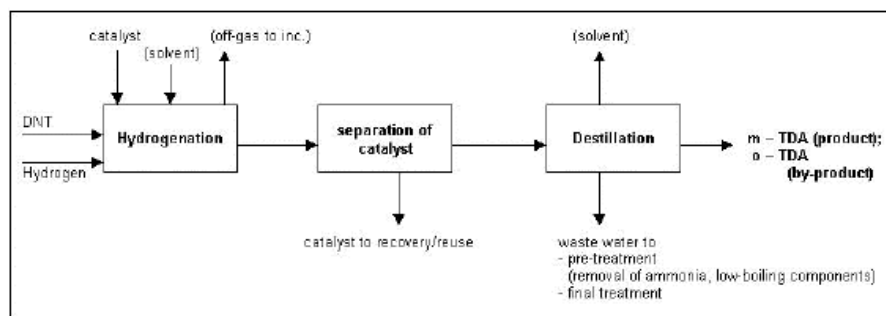 catalyst
(solvent)
(off-gas to inc.)
(solvent)
DNT
Hydrogen
Hydrogenation
separation of
catalyst
Destillation
m – TDA (product);
o – TDA
(by-product)
catalyst to recovery/reuse
waste water to
- pre-treatment
(removal of ammonia, low-boiling components)
- final treatment